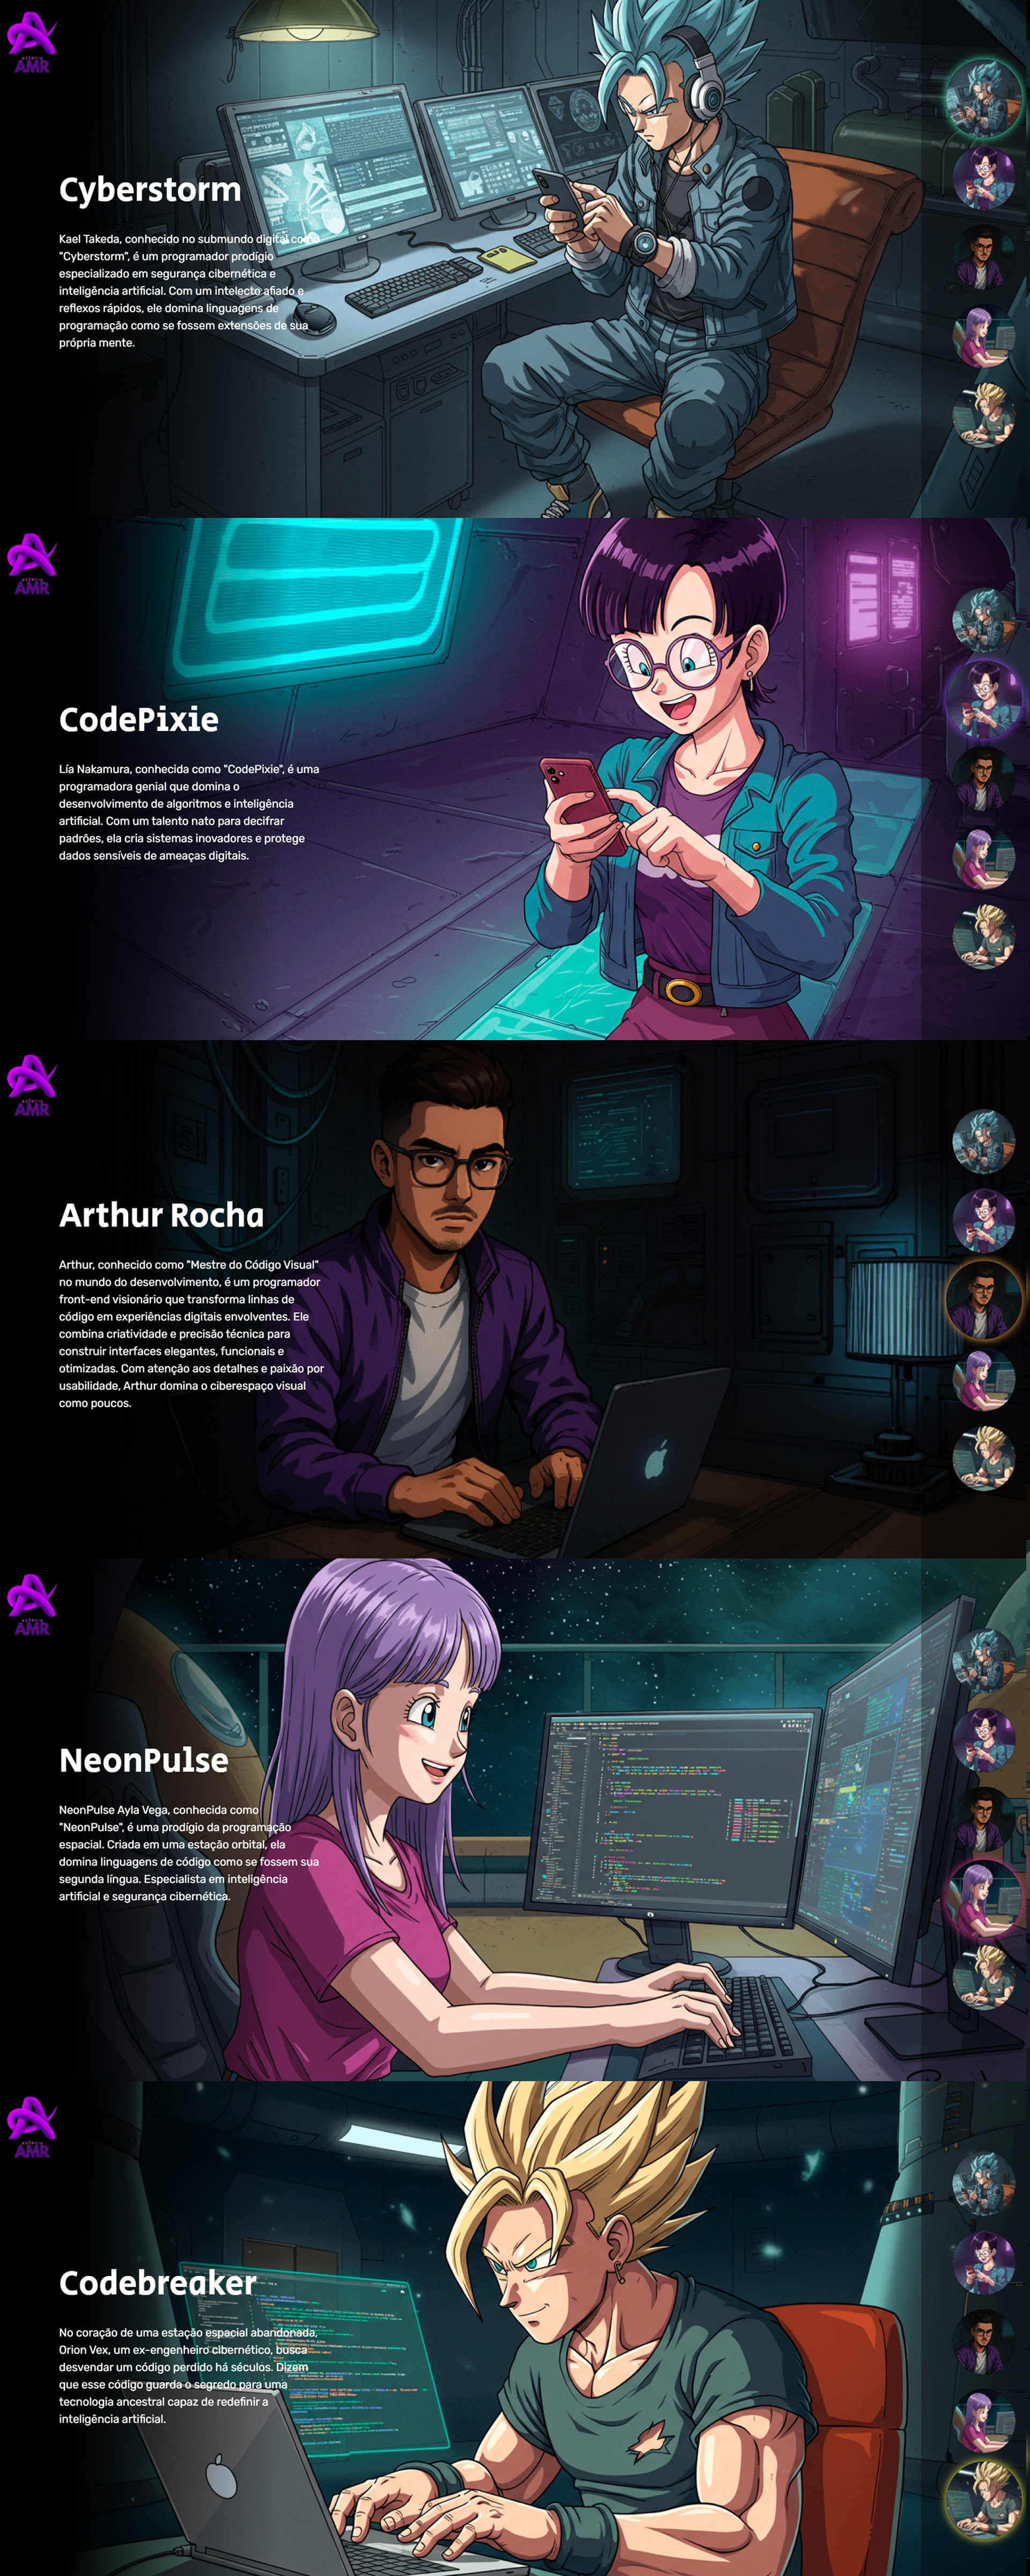 AMR
Cyberstorm
Kael Takeda, conhecido no submundo digital como
"Cyberstorm", é um programador prodígio
especializado em segurança cibernética e
inteligência artificial. Com um intelecto afiado e
reflexos rápidos, ele domina linguagens de
programação como se fossem extensões de sua
própria mente.
AMR
CodePixie
Lía Nakamura, conhecida como "CodePixie", é uma
programadora genial que domina o
desenvolvimento de algoritmos e inteligência
artificial. Com um talento nato para decifrar
padrões, ela cria sistemas inovadores e protege
dados sensíveis de ameaças digitais.
AMR
Arthur Rocha
Arthur, conhecido como "Mestre do Código Visual"
no mundo do desenvolvimento, é um programador
front-end visionário que transforma linhas de
código em experiências digitais envolventes. Ele
combina criatividade e precisão técnica para
construir interfaces elegantes, funcionais e
otimizadas. Com atenção aos detalhes e paixão por
usabilidade, Arthur domina o ciberespaço visual
como poucos.
AMR
NeonPulse
NeonPulse Ayla Vega, conhecida como
"NeonPulse", é uma prodígio da programação
espacial. Criada em uma estação orbital, ela
domina linguagens de código como se fossem sua
segunda língua. Especialista em inteligência
artificial e segurança cibernética.
AMR
Codebreaker
No coração de uma estação espacial abandonada,
Orion Vex, um ex-engenheiro cibernético, busca
desvendar um código perdido há séculos. Dizem
que esse código guarda o segredo para uma
tecnologia ancestral capaz de redefinir a
inteligência artificial.